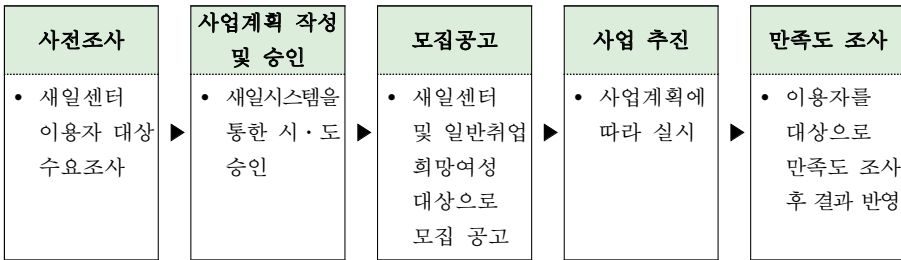 사전조사
• 새일센터
이용자 대상
수요조사
▶
사업계획 작성
및 승인
• 새일시스템을
통한 시·도
승인
▶
모집공고
• 새일센터
및 일반취업
희망여성
대상으로
모집 공고
▶
사업 추진
• 사업계획에
따라 실시
▶
만족도 조사
• 이용자를
대상으로
만족도 조사
후 결과 반영